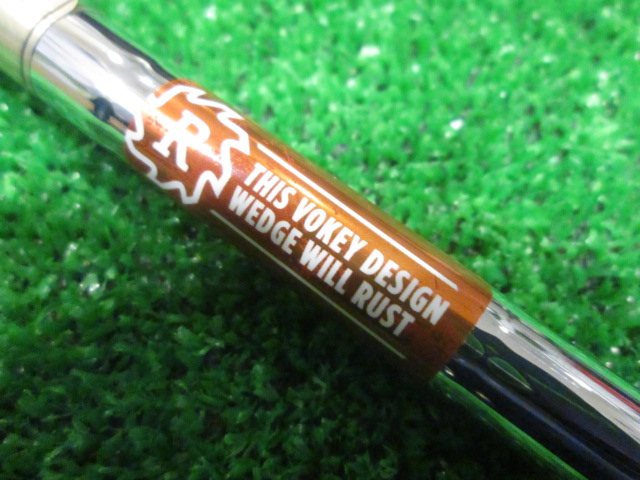 R
THIS VOKEY DESIGN
WEDGE WILL RUST